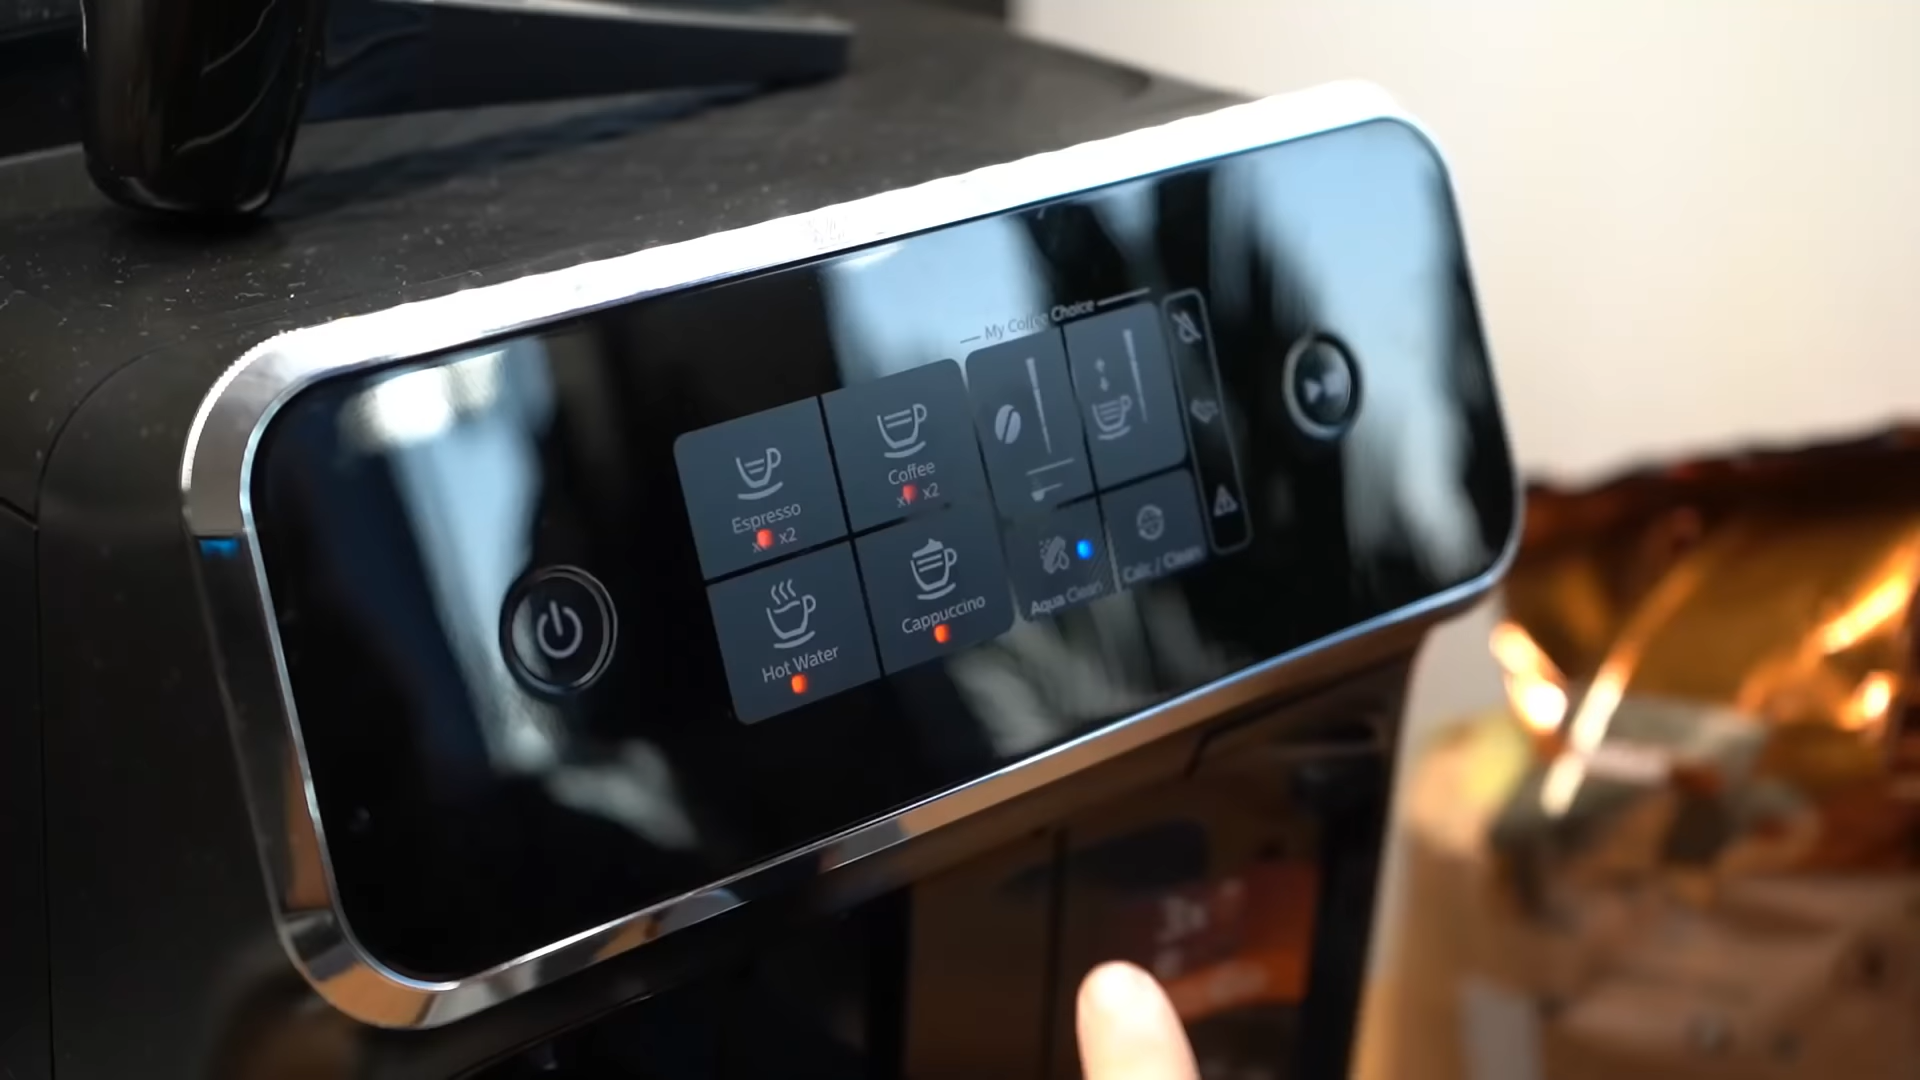 My Coffee Choice
Espresso
x2
Coffee
x2
Hot Water
Cappuccino
Aqua Clean
Calc / Clean